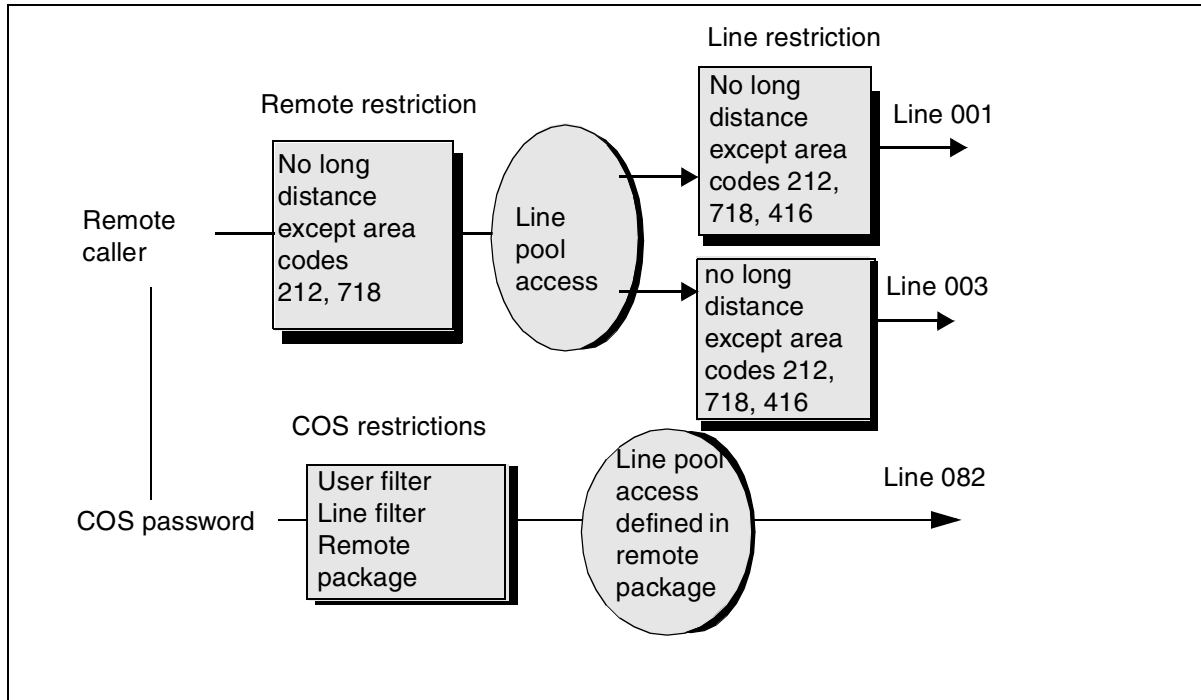 Line restriction
Remote restriction
No long
distance
except area
codes 212,
718, 416
Line 001
No long
distance
except area
codes
212, 718
Remote
caller
Line
pool
access
no long
distance
except area
codes 212,
718, 416
Line 003
COS restrictions
User filter
Line filter
Remote
package
COS password
Line pool
access
defined in
remote
package
Line 082